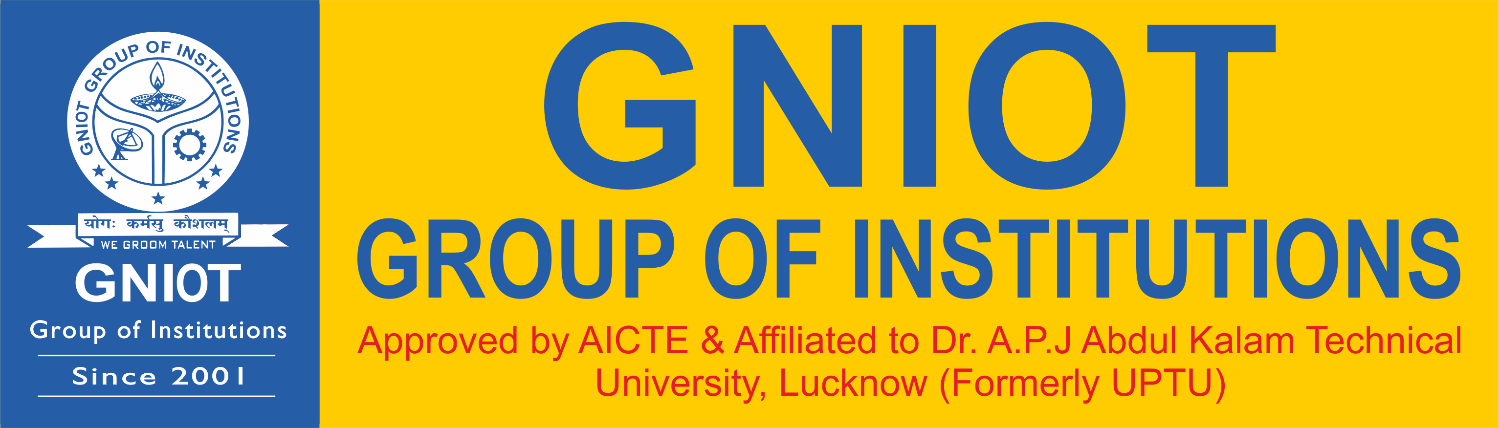 GNIOT GROUP OF INSTITUTIONS
योगः कर्मसु कौशलम्
WE GROOM TALENT
GNIOT
Group of Institutions
Since 2001
GNIOT
GROUP OF INSTITUTIONS
Approved by AICTE & Affiliated to Dr. A.P.J Abdul Kalam Technical
University, Lucknow (Formerly UPTU)